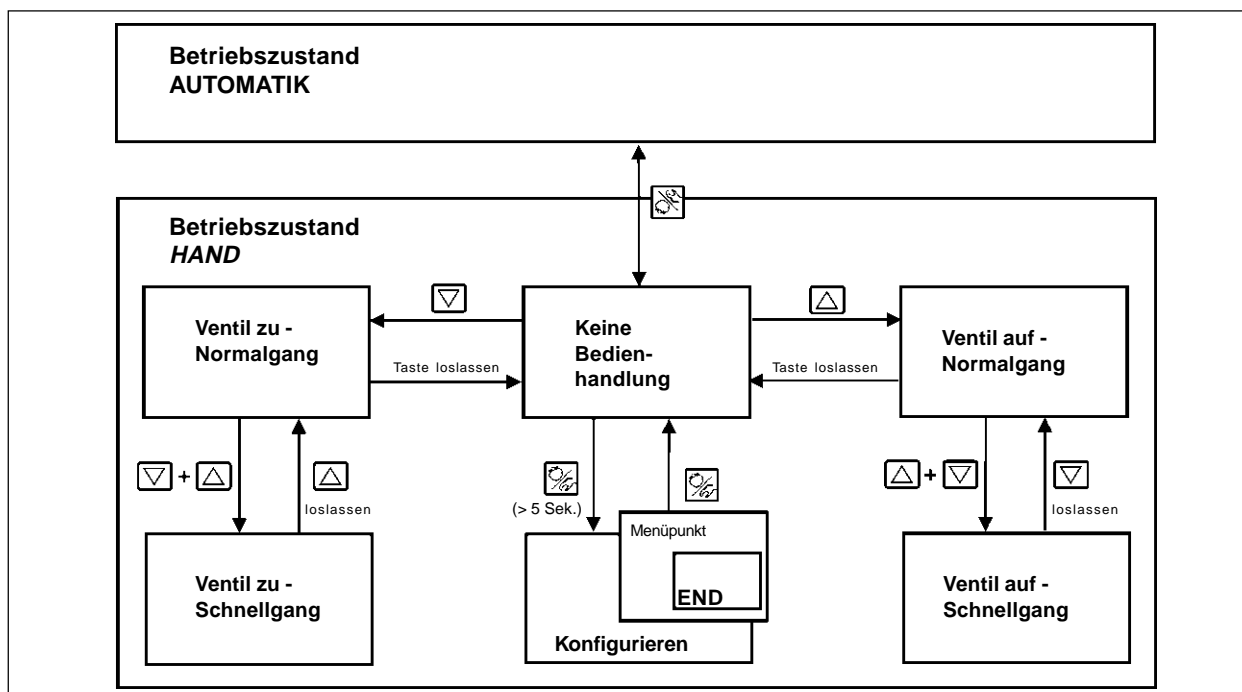 Betriebszustand
AUTOMATIK
Betriebszustand
HAND
Ventil zu -
Normalgang
Taste loslassen
Keine
Bedien-
handlung
Taste loslassen
Ventil auf -
Normalgang
+
loslassen
(> 5 Sek.)
+
loslassen
Ventil zu -
Schnellgang
Menüpunkt
END
Konfigurieren
Ventil auf -
Schnellgang